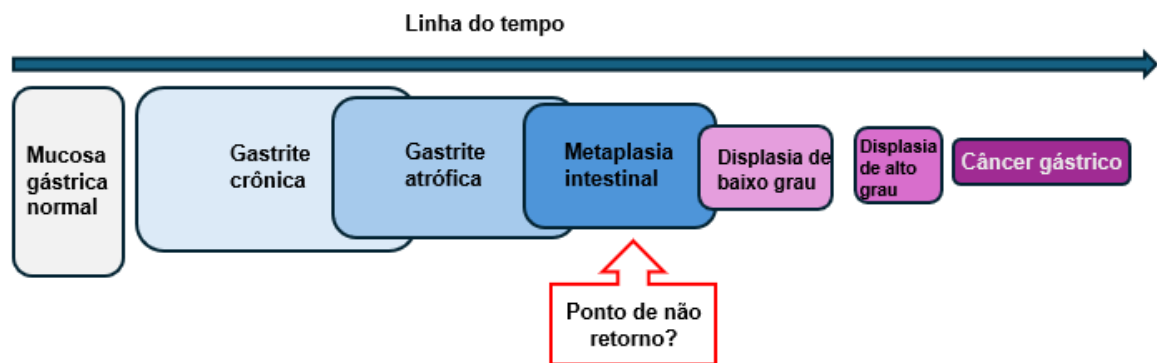 Linha do tempo
Mucosa
gástrica
normal
Gastrite
crônica
Gastrite
atrófica
Metaplasia
intestinal
Displasia de
baixo grau
Displasia
de alto
grau
Câncer gástrico
Ponto de não
retorno?